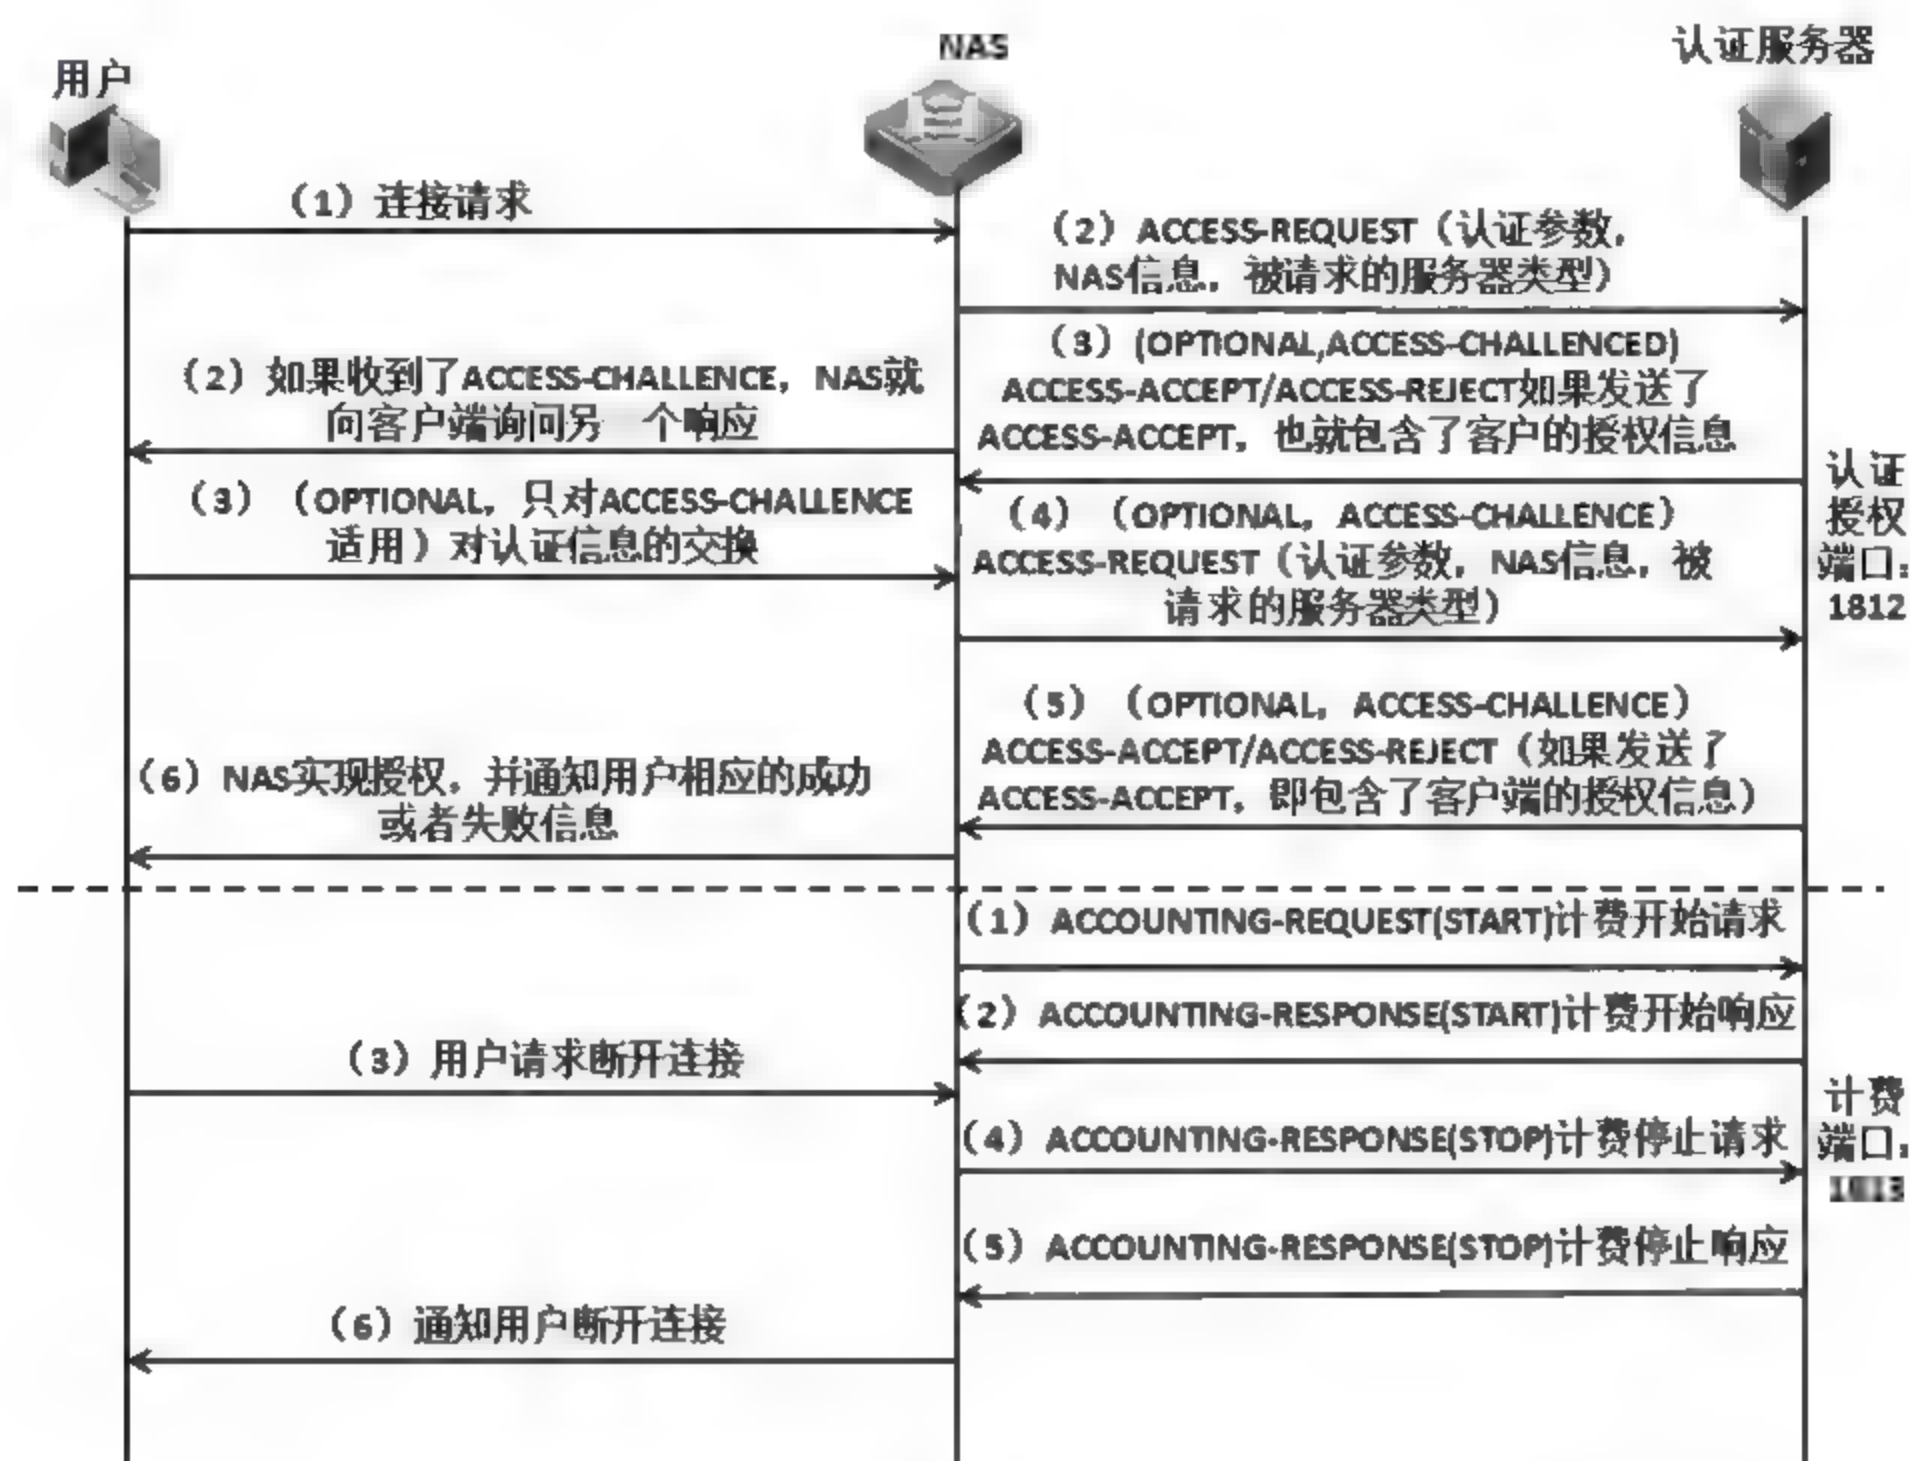 用户
NAS
认证服务器
（1）连接请求
（2）ACCESS-REQUEST（认证参数，
NAS信息，被请求的服务器类型）
（3）(OPTIONAL,ACCESS-CHALLENCED)
ACCESS-ACCEPT/ACCESS-REJECT如果发送了
ACCESS-ACCEPT，也就包含了客户的授权信息
（2）如果收到了ACCESS-CHALLENCE，NAS就
向客户端询问另 个响应
（3）（OPTIONAL，只对ACCESS-CHALLENCE
适用）对认证信息的交换
（4）（OPTIONAL，ACCESS-CHALLENCE）
ACCESS-REQUEST（认证参数，NAS信息，被
请求的服务器类型）
认证
授权
端口：
1812
（5）（OPTIONAL，ACCESS-CHALLENCE）
ACCESS-ACCEPT/ACCESS-REJECT（如果发送了
ACCESS-ACCEPT，即包含了客户端的授权信息）
（6）NAS实现授权，并通知用户相应的成功
或者失败信息
（1）ACCOUNTING-REQUEST(START)计费开始请求
（2）ACCOUNTING-RESPONSE(START)计费开始响应
（3）用户请求断开连接
（4）ACCOUNTING-RESPONSE(STOP)计费停止请求
（5）ACCOUNTING-RESPONSE(STOP)计费停止响应
（6）通知用户断开连接
计费
端口：
1813